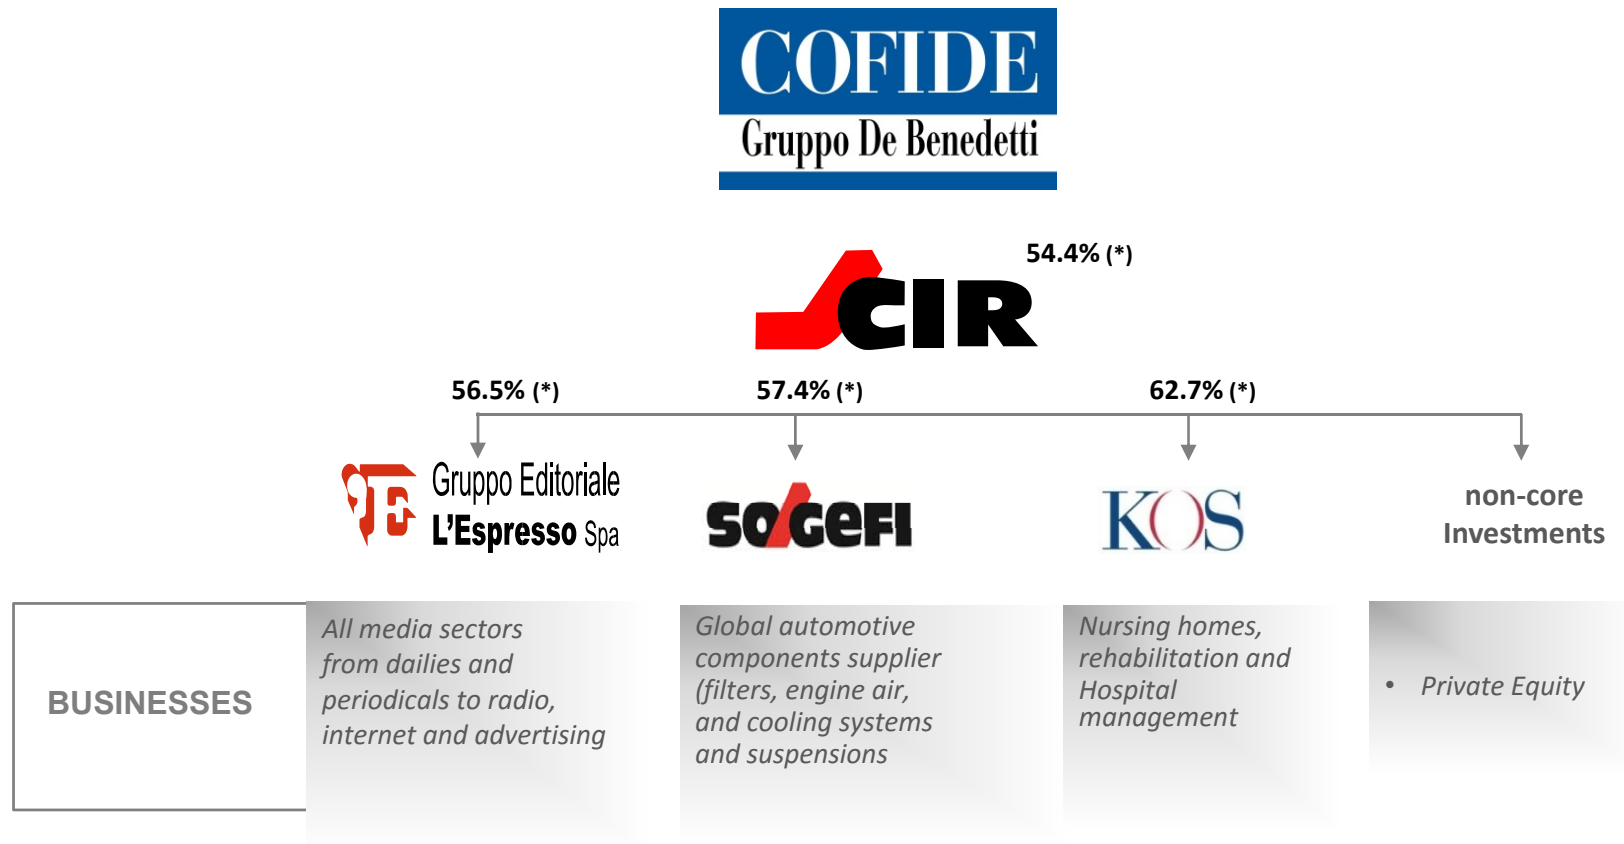 COFIDE
Gruppo De Benedetti
54.4% (*)
CIR
56.5% (*)
57.4% (*)
62.7% (*)
Gruppo Editoriale
L'Espresso Spa
SOGEFI
KOS
non-core
Investments
BUSINESSES
All media sectors
from dailies and
periodicals to radio,
internet and advertising
Global automotive
components supplier
(filters, engine air,
and cooling systems
and suspensions
Nursing homes,
rehabilitation and
Hospital
management
• Private Equity